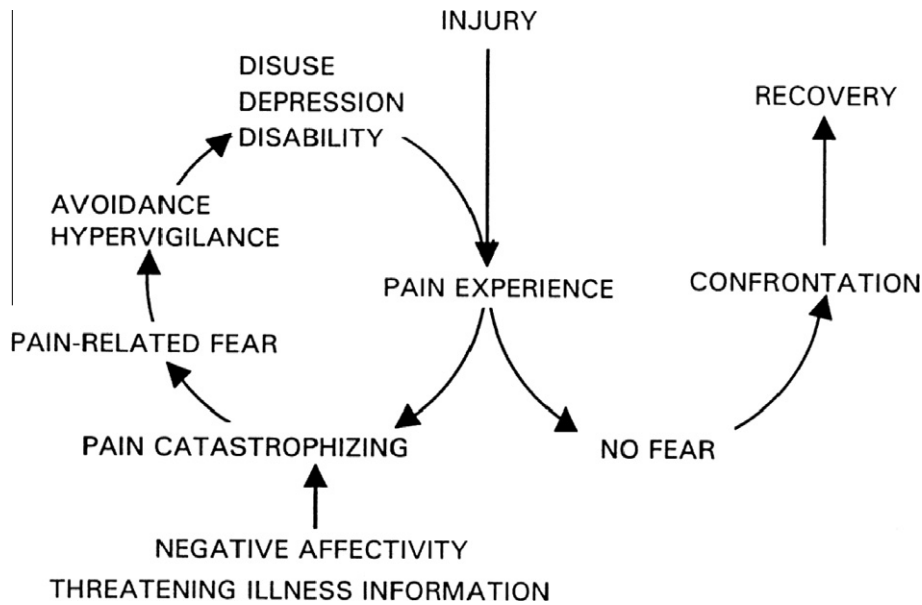 INJURY
DISUSE
DEPRESSION
DISABILITY
RECOVERY
AVOIDANCE
HYPERVIGILANCE
PAIN EXPERIENCE
CONFRONTATION
PAIN-RELATED FEAR
PAIN CATASTROPHIZING
NO FEAR
NEGATIVE AFFECTIVITY
THREATENING ILLNESS INFORMATION